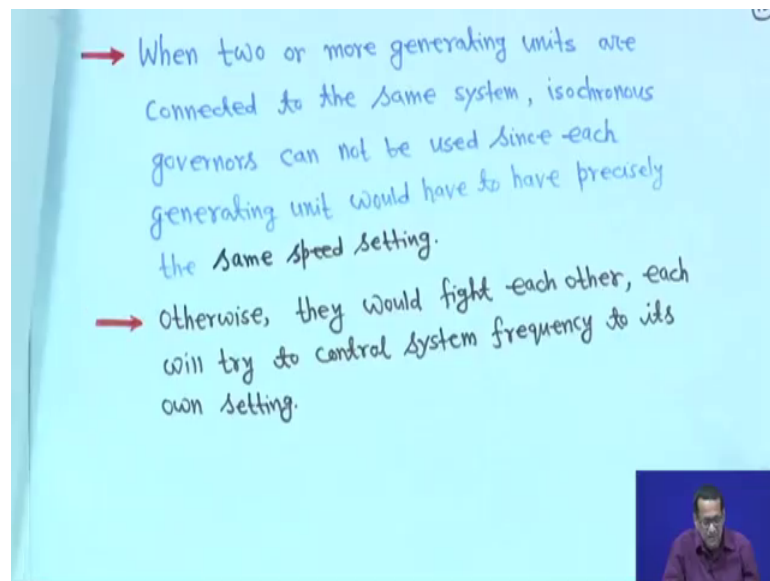 → When two or more generating units are
connected to the same system, isochronous
governors can not be used since each
generating unit would have to have precisely
the same speed setting.
→ Otherwise, they would fight each other, each
will try to control system frequency to its
own setting.